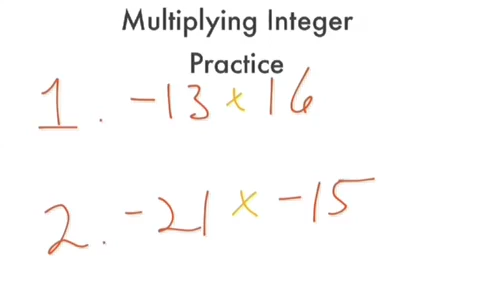 Multiplying Integer
Practice
1. -13 x 16
2. -21 x -15